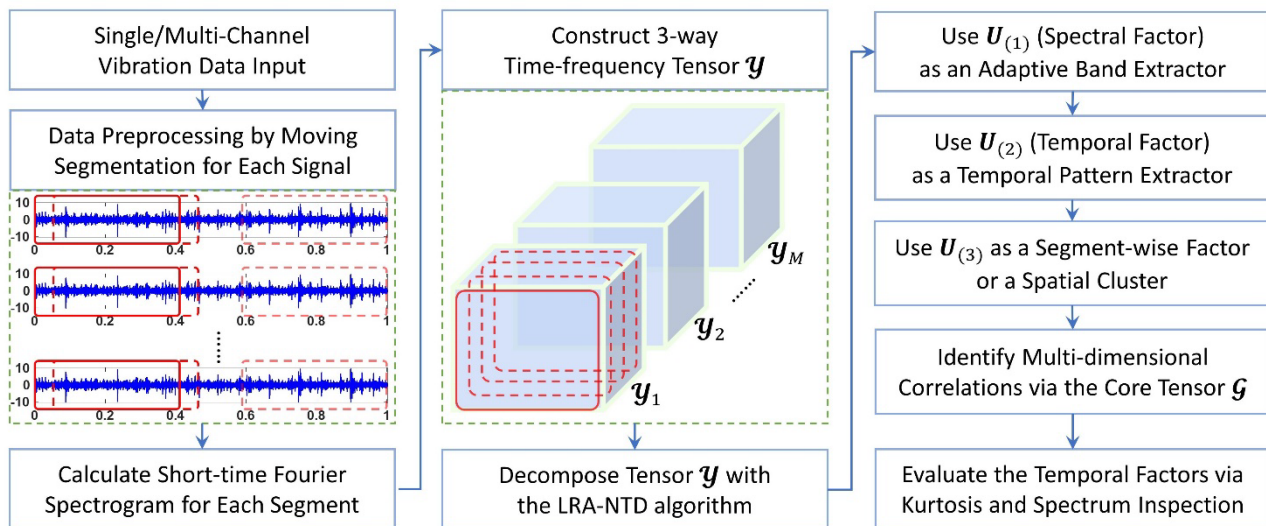 Single/Multi-Channel
Vibration Data Input
Data Preprocessing by Moving
Segmentation for Each Signal
10
0
-10
0 0.2 0.4 0.6 0.8 1
10
0
-10
0 0.2 0.4 0.6 0.8 1
10
0
-10
0 0.2 0.4 0.6 0.8 1
Calculate Short-time Fourier
Spectrogram for Each Segment
Construct 3-way
Time-frequency Tensor 𝓨
𝓨M
𝓨2
𝓨1
Decompose Tensor 𝓨 with
the LRA-NTD algorithm
Use U(1) (Spectral Factor)
as an Adaptive Band Extractor
Use U(2) (Temporal Factor)
as a Temporal Pattern Extractor
Use U(3) as a Segment-wise Factor
or a Spatial Cluster
Identify Multi-dimensional
Correlations via the Core Tensor 𝓖
Evaluate the Temporal Factors via
Kurtosis and Spectrum Inspection